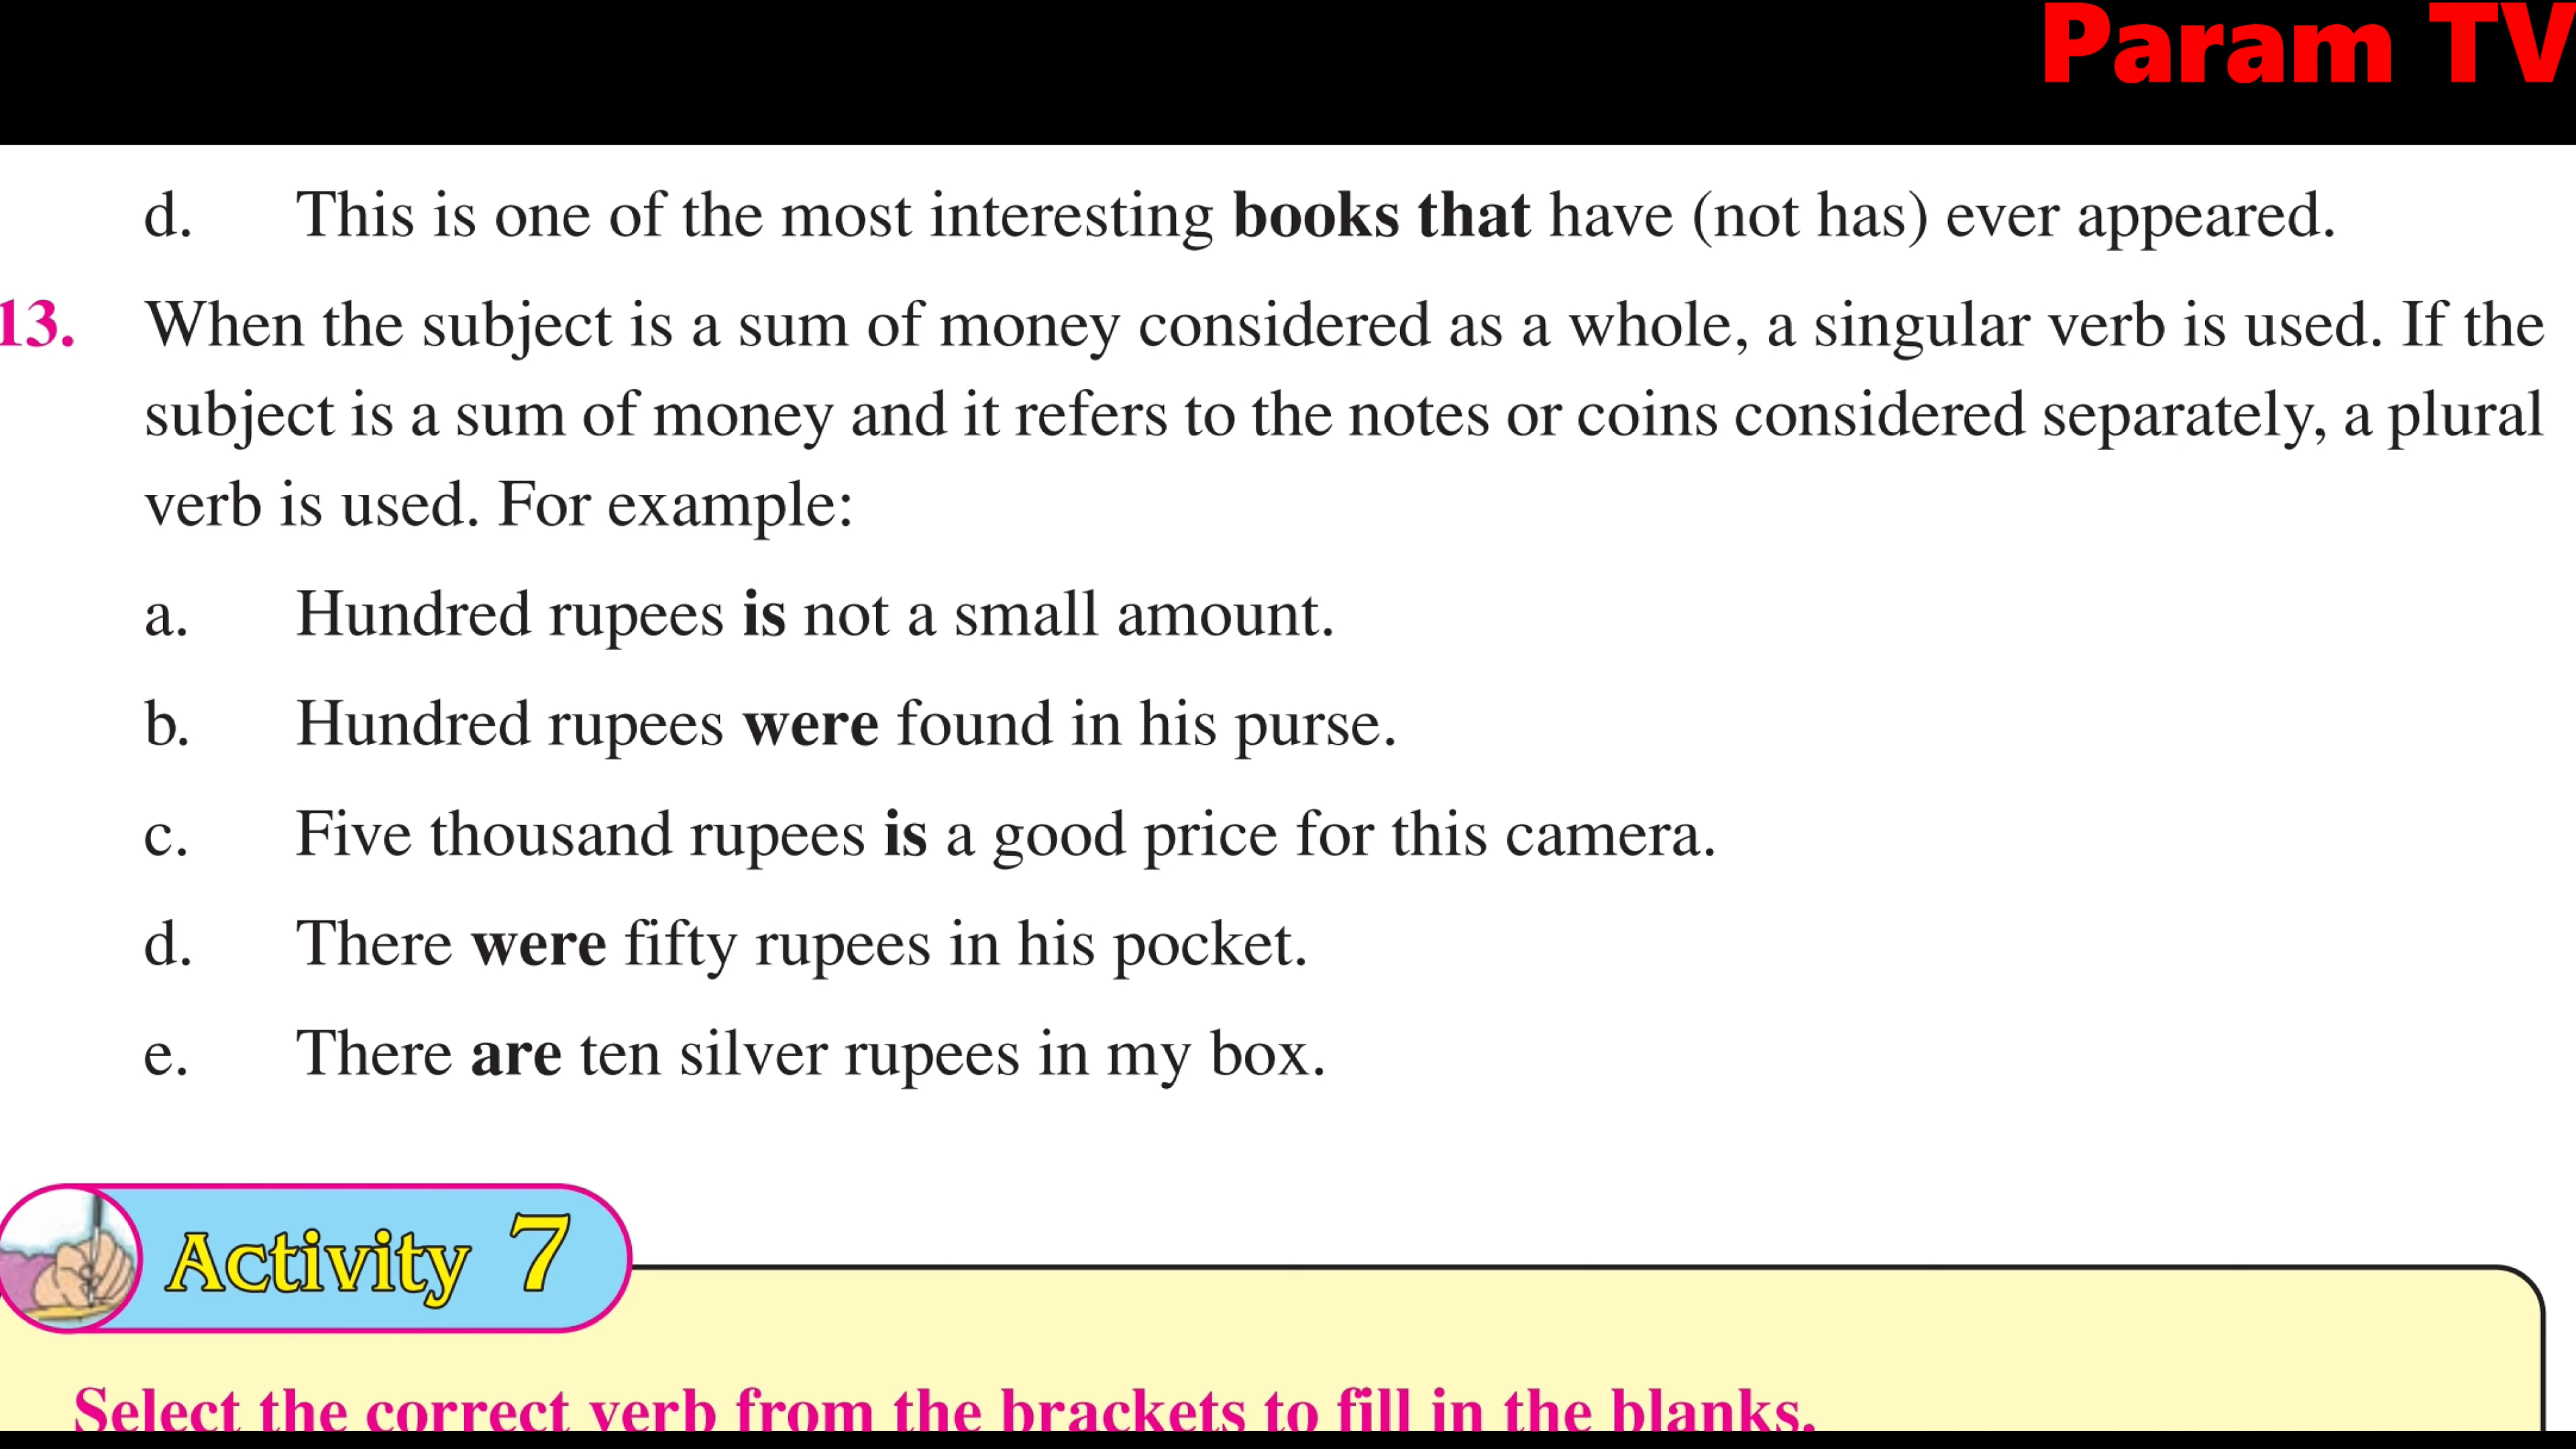 Param TV
d. This is one of the most interesting books that have (not has) ever appeared.
13. When the subject is a sum of money considered as a whole, a singular verb is used. If the
subject is a sum of money and it refers to the notes or coins considered separately, a plural
verb is used. For example:
a. Hundred rupees is not a small amount.
b. Hundred rupees were found in his purse.
c. Five thousand rupees is a good price for this camera.
d. There were fifty rupees in his pocket.
e. There are ten silver rupees in my box.
Activity 7
Select the correct verb from the brackets to fill in the blanks.